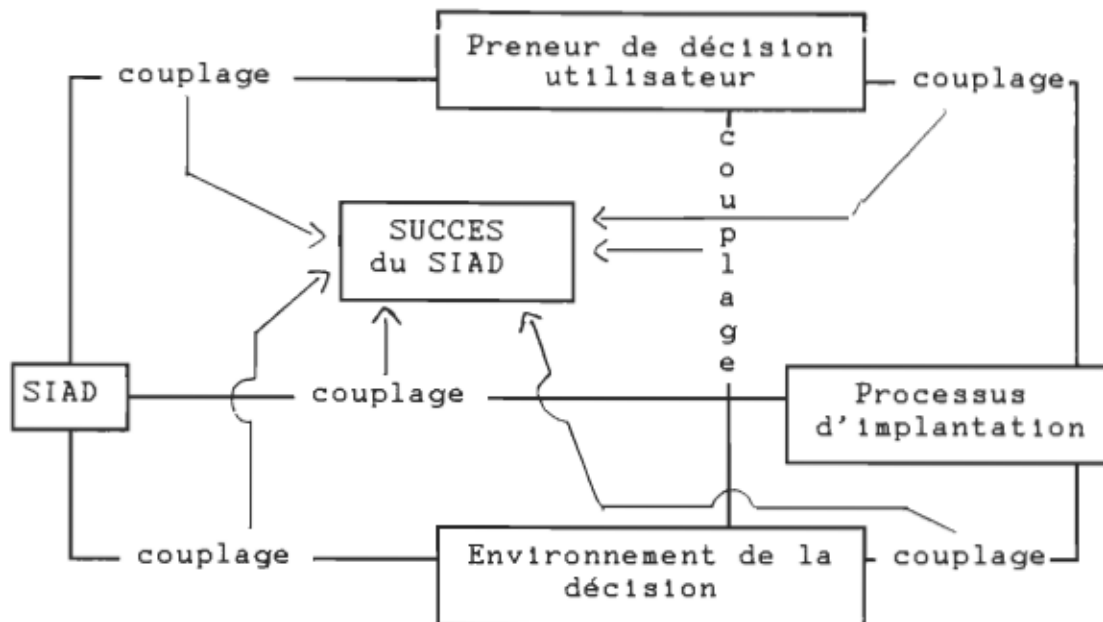 Preneur de décision
utilisateur
couplage
couplage
couplage
SUCCES
du SIAD
SIAD
couplage
Processus
d'implantation
couplage
Environnement de la
décision
couplage